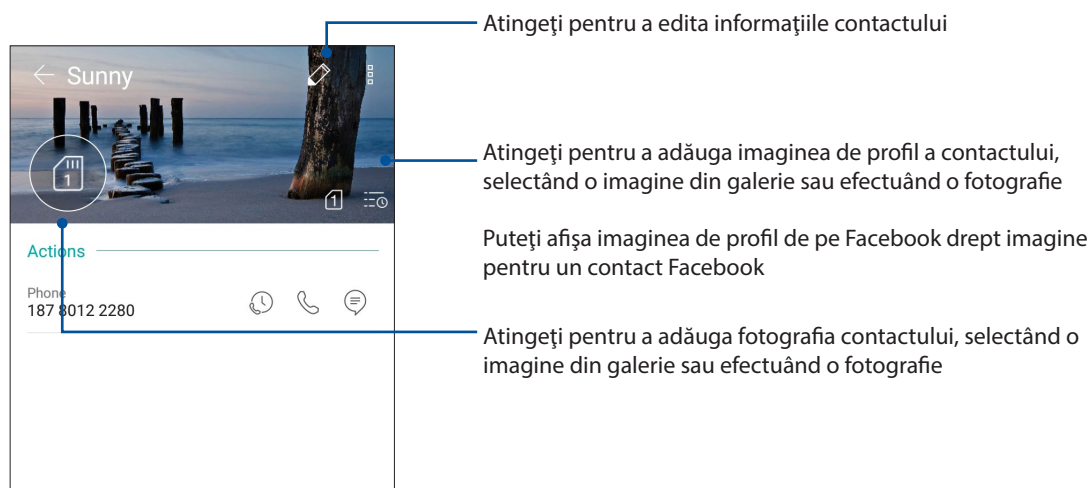 Atingeţi pentru a edita informaţiile contactului
Sunny
1
Atingeţi pentru a adăuga imaginea de profil a contactului,
selectând o imagine din galerie sau efectuând o fotografie
1
Puteţi afişa imaginea de profil de pe Facebook drept imagine
pentru un contact Facebook
Actions
Phone
187 8012 2280
Atingeţi pentru a adăuga fotografia contactului, selectând o
imagine din galerie sau efectuând o fotografie